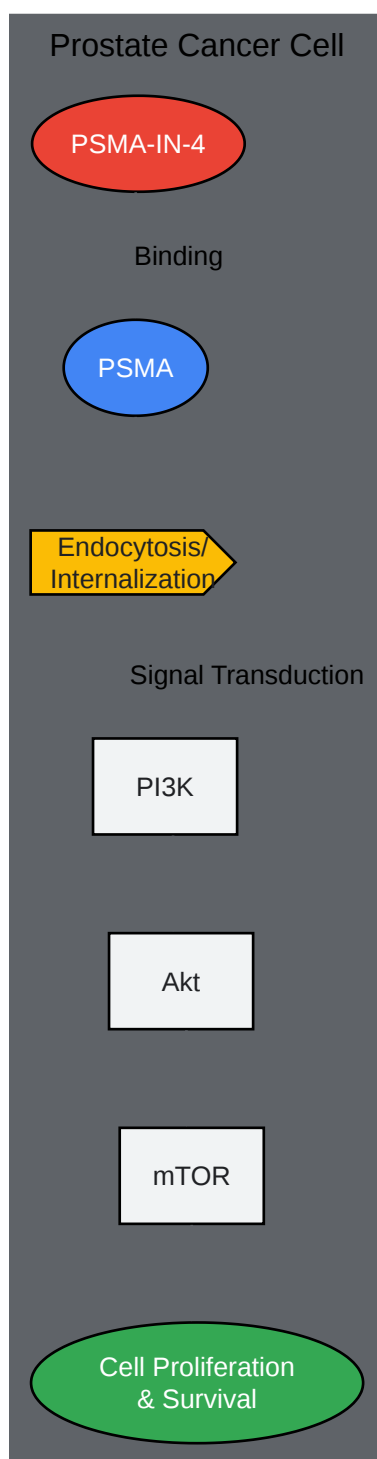 Prostate Cancer Cell
PSMA-IN-4
Binding
PSMA
Endocytosis/
Internalization
Signal Transduction
PI3K
Akt
mTOR
Cell Proliferation
& Survival